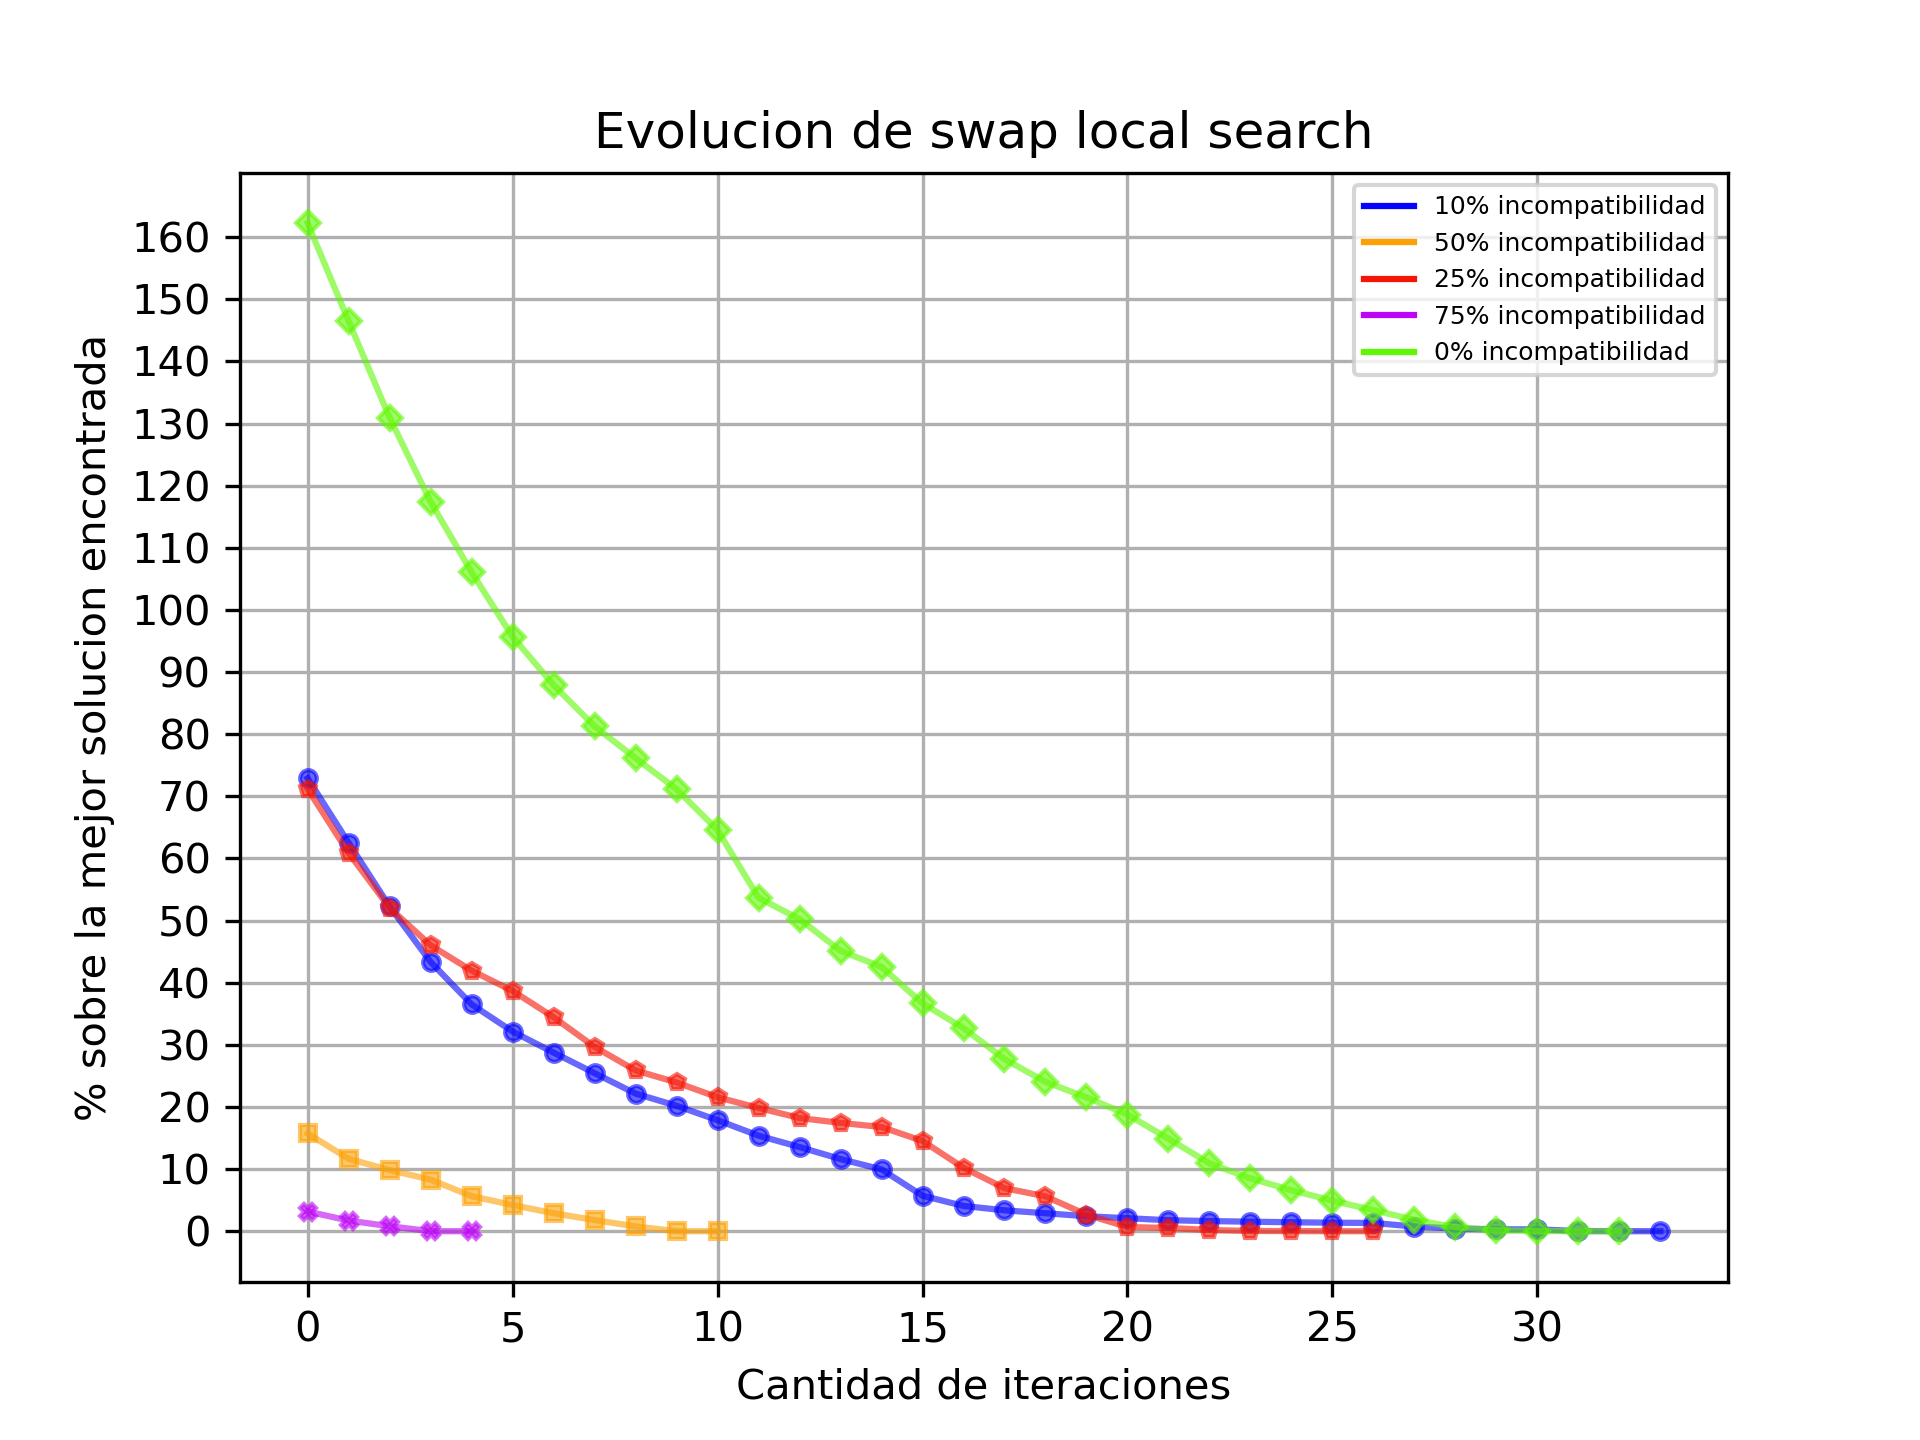 Evolucion de swap local search
10% incompatibilidad
50% incompatibilidad
25% incompatibilidad
75% incompatibilidad
0% incompatibilidad
% sobre la mejor solucion encontrada
160
150
140
130
120
110
100
90
80
70
60
50
40
30
20
10
0
0 5 10 15 20 25 30
Cantidad de iteraciones